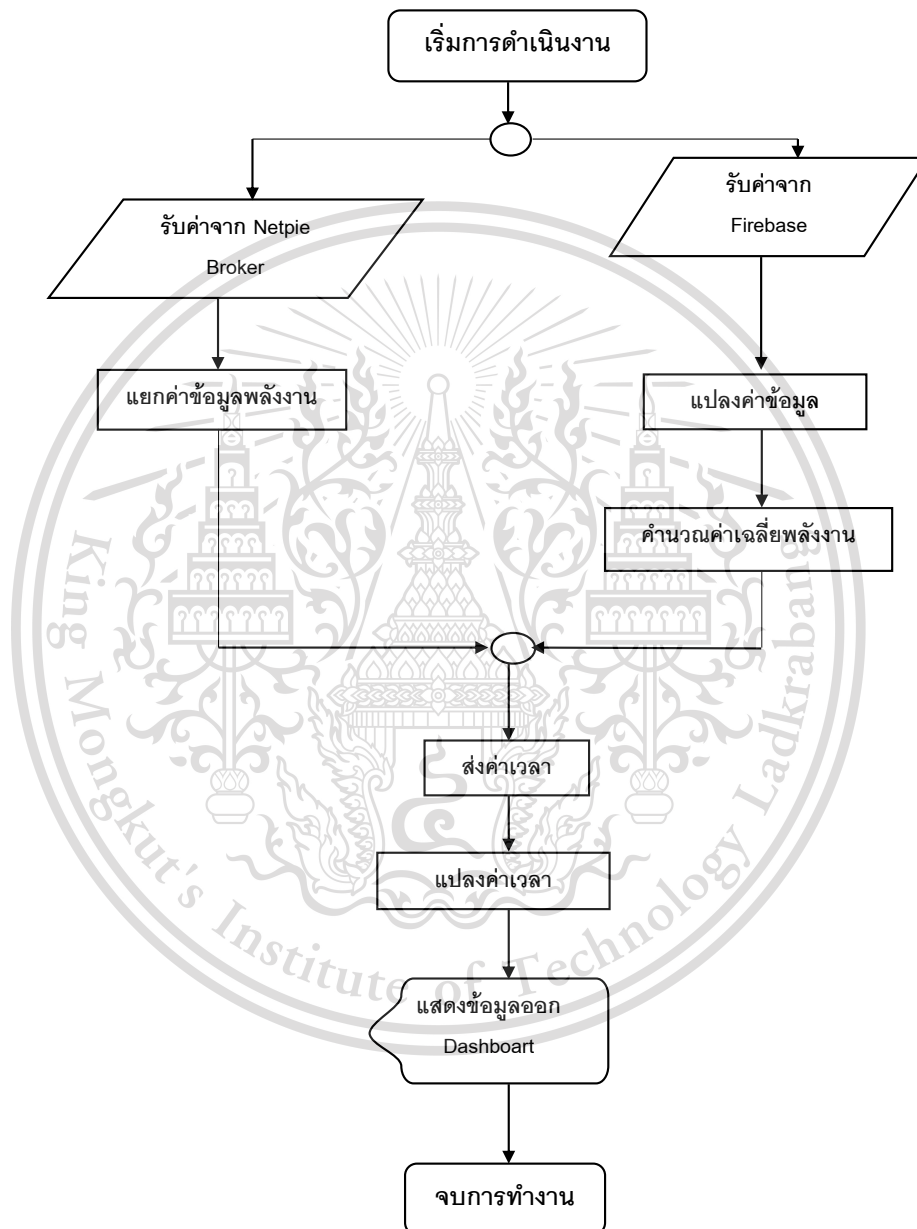 เริ่มการดำเนินงาน
รับค่าจาก Netpie
Broker
รับค่าจาก
Firebase
แยกค่าข้อมูลพลังงาน
แปลงค่าข้อมูล
คำนวณค่าเฉลี่ยพลังงาน
ส่งค่าเวลา
แปลงค่าเวลา
แสดงข้อมูลออก
Dashboart
จบการทำงาน
King Mongkut's Institute of Technology Ladkrabang